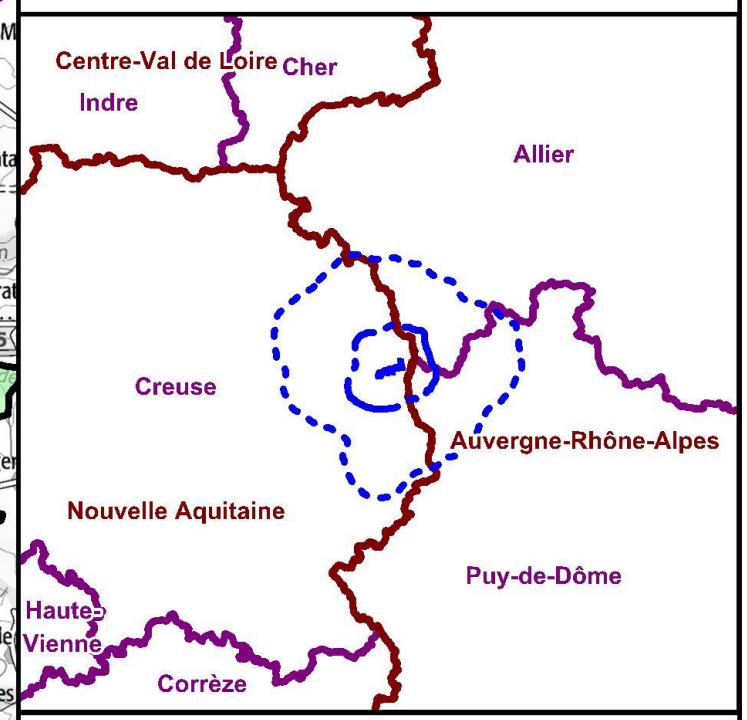 Centre-Val de Loire
Cher
Indre
Allier
Creuse
Auvergne-Rhône-Alpes
Nouvelle Aquitaine
Puy-de-Dôme
Haute-
Vienne
Corrèze